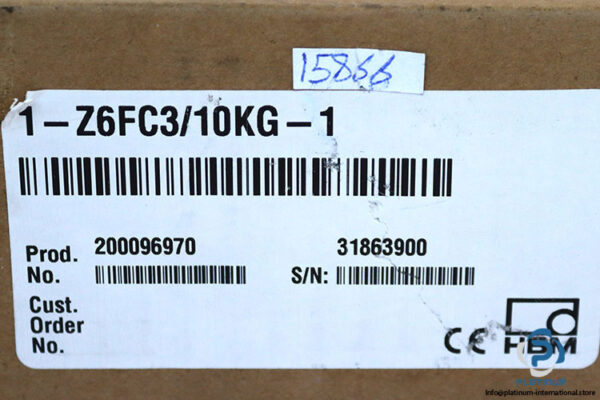 15866
1-Z6FC3/10KG-1
Prod. No. 200096970 S/N: 31863900
Cust. Order No.
CE HBM
info@platinum-international.store